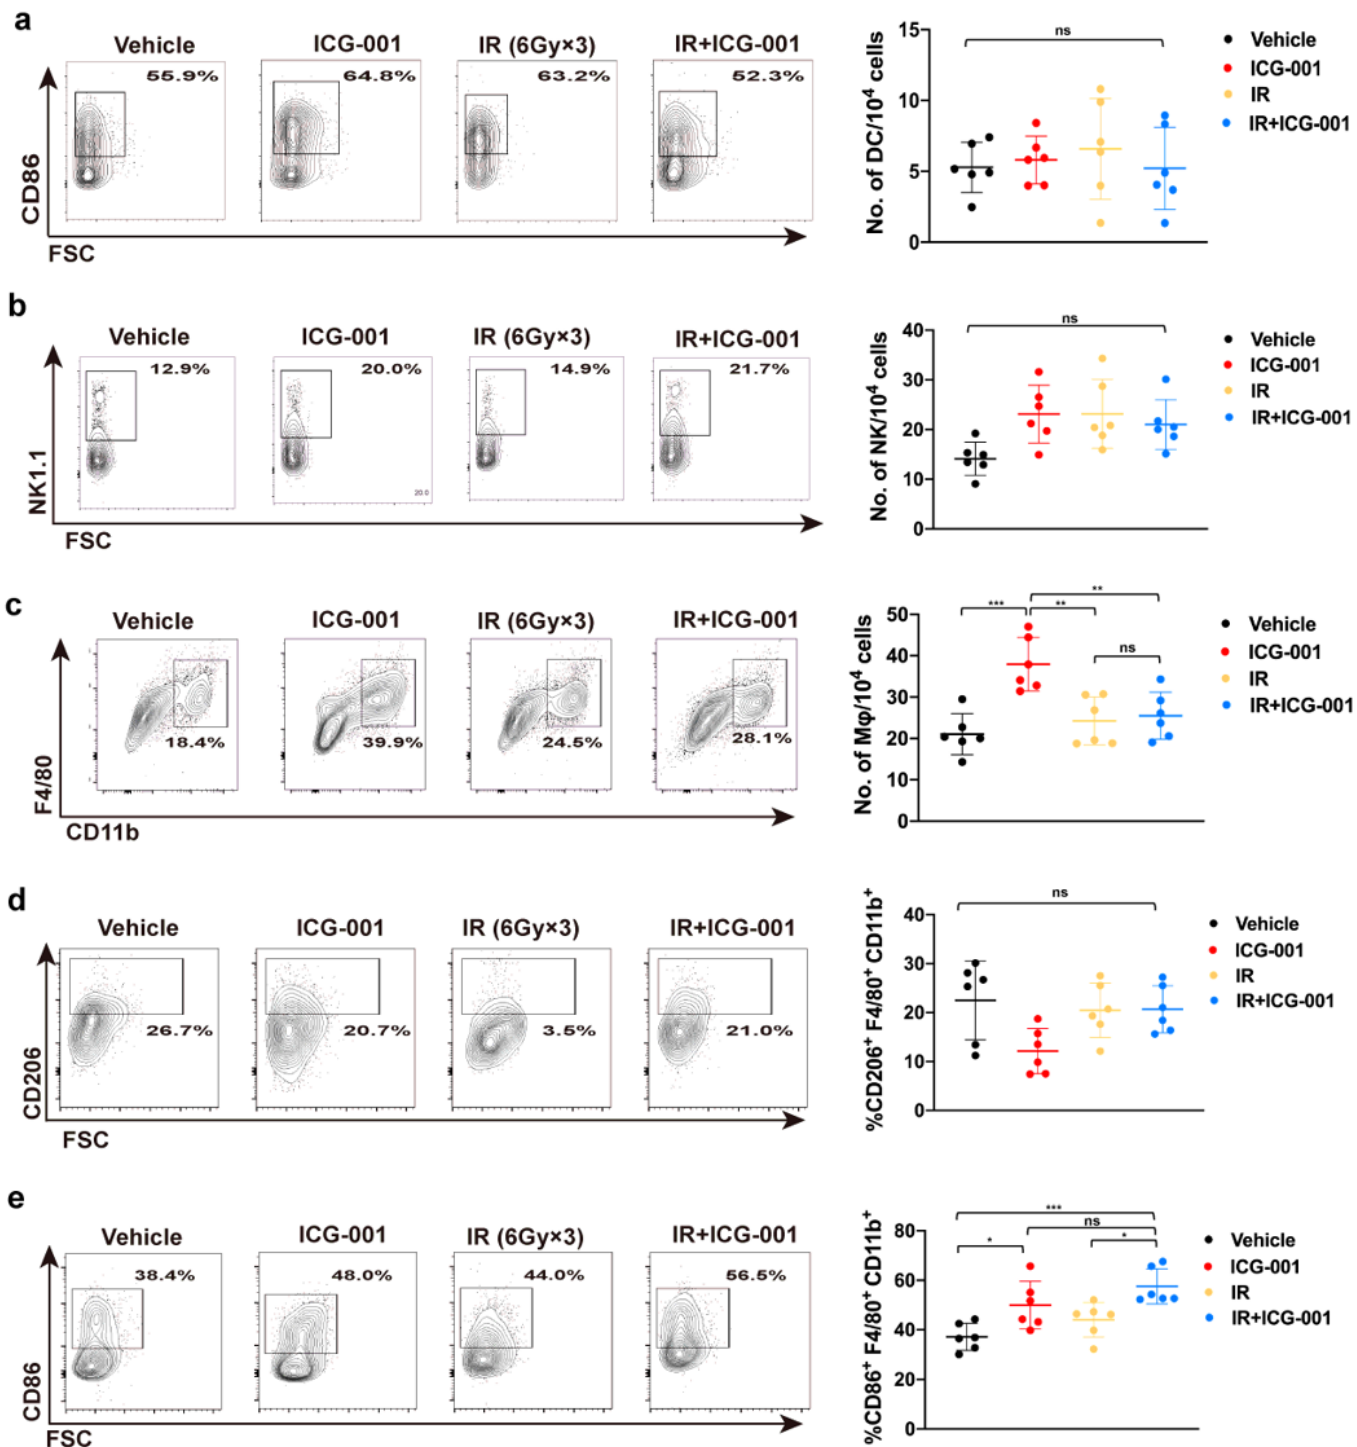 a
Vehicle ICG-001 IR (6Gy×3) IR+ICG-001
55.9% 64.8% 63.2% 52.3%
CD86
FSC
No. of DC/10⁴ cells
15
10
5
0
ns
Vehicle
ICG-001
IR
IR+ICG-001
b
Vehicle ICG-001 IR (6Gy×3) IR+ICG-001
12.9% 20.0% 14.9% 21.7%
20.0
NK1.1
FSC
No. of NK/10⁴ cells
40
30
20
10
0
ns
Vehicle
ICG-001
IR
IR+ICG-001
c
Vehicle ICG-001 IR (6Gy×3) IR+ICG-001
18.4% 39.9% 24.5% 28.1%
F4/80
CD11b
No. of Mφ/10⁴ cells
50
40
30
20
10
0
**
*** **
ns
Vehicle
ICG-001
IR
IR+ICG-001
d
Vehicle ICG-001 IR (6Gy×3) IR+ICG-001
26.7% 20.7% 3.5% 21.0%
CD206
FSC
%CD206⁺ F4/80⁺ CD11b⁺
40
30
20
10
0
ns
Vehicle
ICG-001
IR
IR+ICG-001
e
Vehicle ICG-001 IR (6Gy×3) IR+ICG-001
38.4% 48.0% 44.0% 56.5%
CD86
FSC
%CD86⁺ F4/80⁺ CD11b⁺
80
60
40
20
0
***
ns
* *
Vehicle
ICG-001
IR
IR+ICG-001